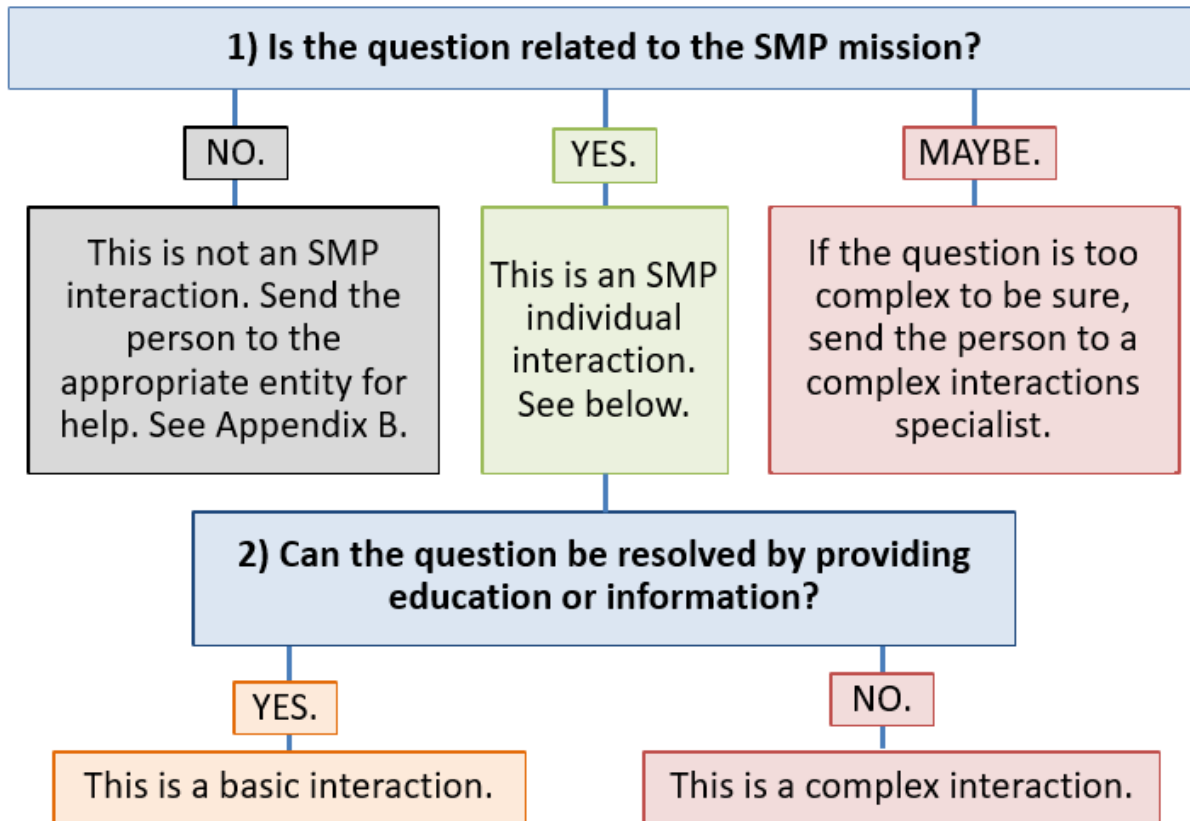 1) Is the question related to the SMP mission?
NO.
YES.
MAYBE.
This is not an SMP
interaction. Send the
person to the
appropriate entity for
help. See Appendix B.
This is an SMP
individual
interaction.
See below.
If the question is too
complex to be sure,
send the person to a
complex interactions
specialist.
2) Can the question be resolved by providing
education or information?
YES.
NO.
This is a basic interaction.
This is a complex interaction.